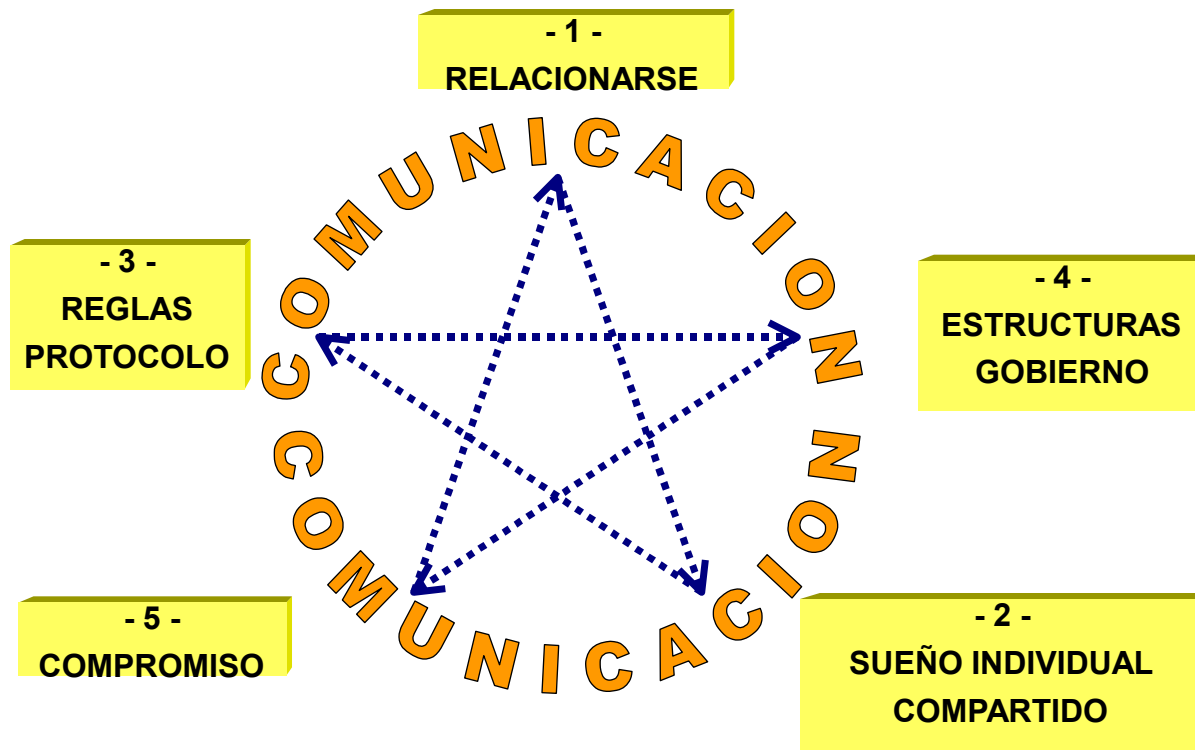 - 1 -
RELACIONARSE
COMUNICACION
- 3 -
REGLAS
PROTOCOLO
- 4 -
ESTRUCTURAS
GOBIERNO
COMUNICACION
- 5 -
COMPROMISO
- 2 -
SUEÑO INDIVIDUAL
COMPARTIDO